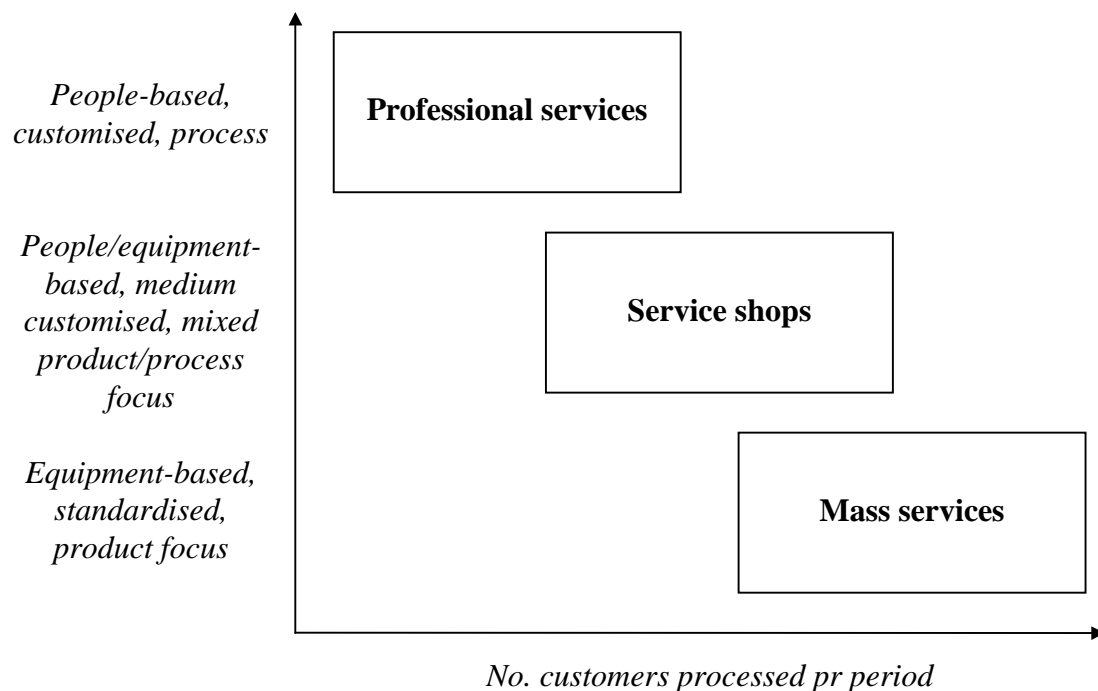 People-based,
customised, process
Professional services
People/equipment-
based, medium
customised, mixed
product/process
focus
Service shops
Equipment-based,
standardised,
product focus
Mass services
No. customers processed pr period